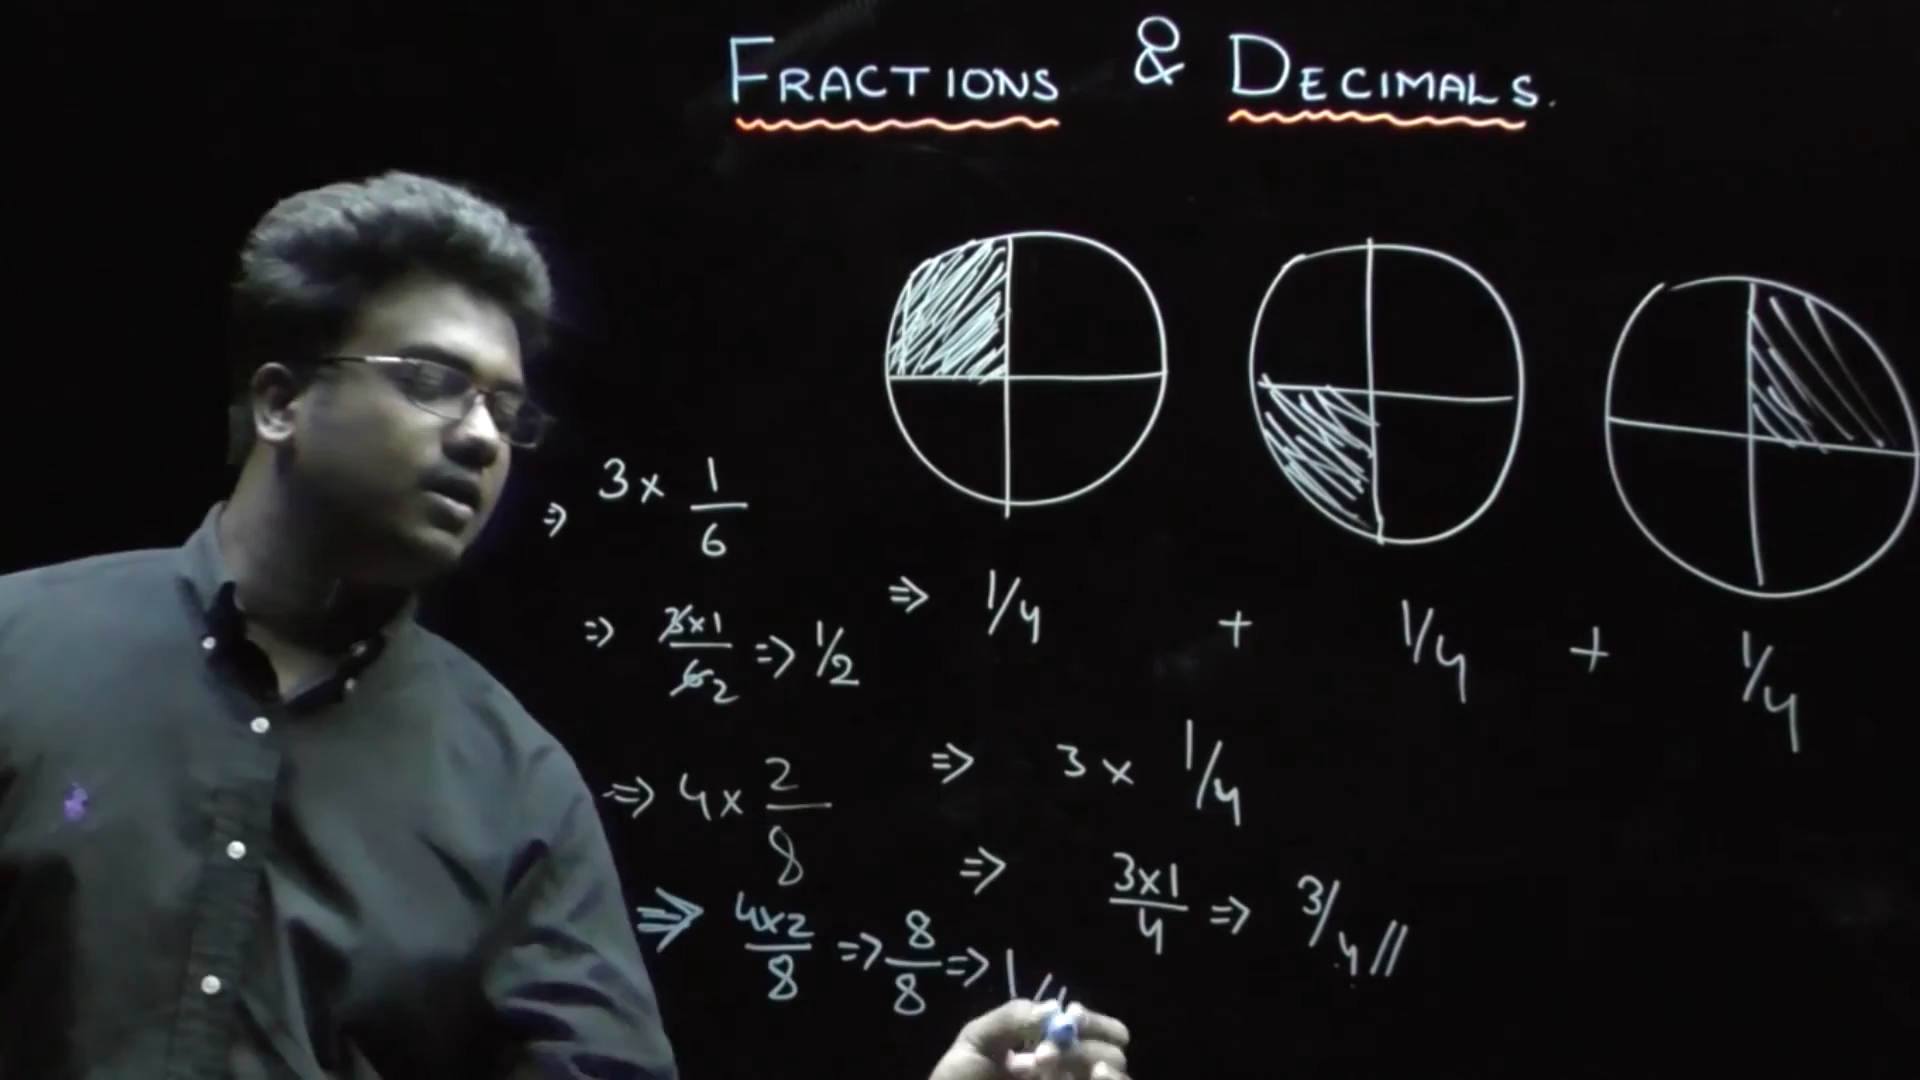 FRACTIONS & DECIMALS.
⇒ 3 × 1/6
⇒ 3×1/6 2 ⇒ 1/2
⇒ 4 × 2/8
⇒ 4×2/8 ⇒ 8/8 ⇒ 1
⇒ 1/4 + 1/4 + 1/4
⇒ 3 × 1/4
⇒ 3×1/4 ⇒ 3/4 //